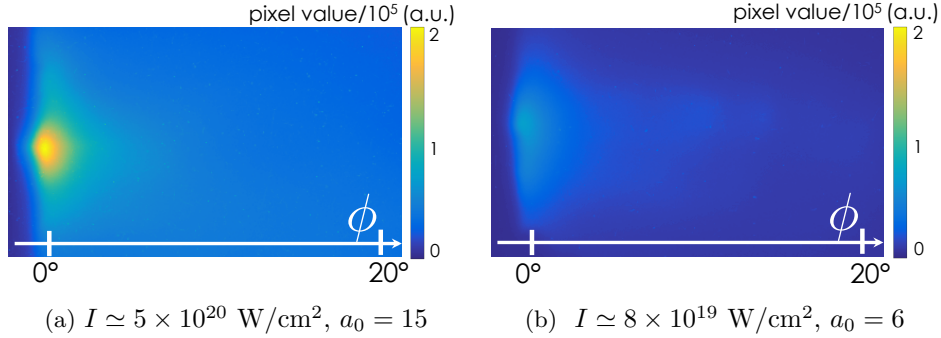 pixel value/10⁵ (a.u.)
2
1
0
ϕ
0°
20°
(a) I ≃ 5 × 10²⁰ W/cm², a₀ = 15
pixel value/10⁵ (a.u.)
2
1
0
ϕ
0°
20°
(b) I ≃ 8 × 10¹⁹ W/cm², a₀ = 6